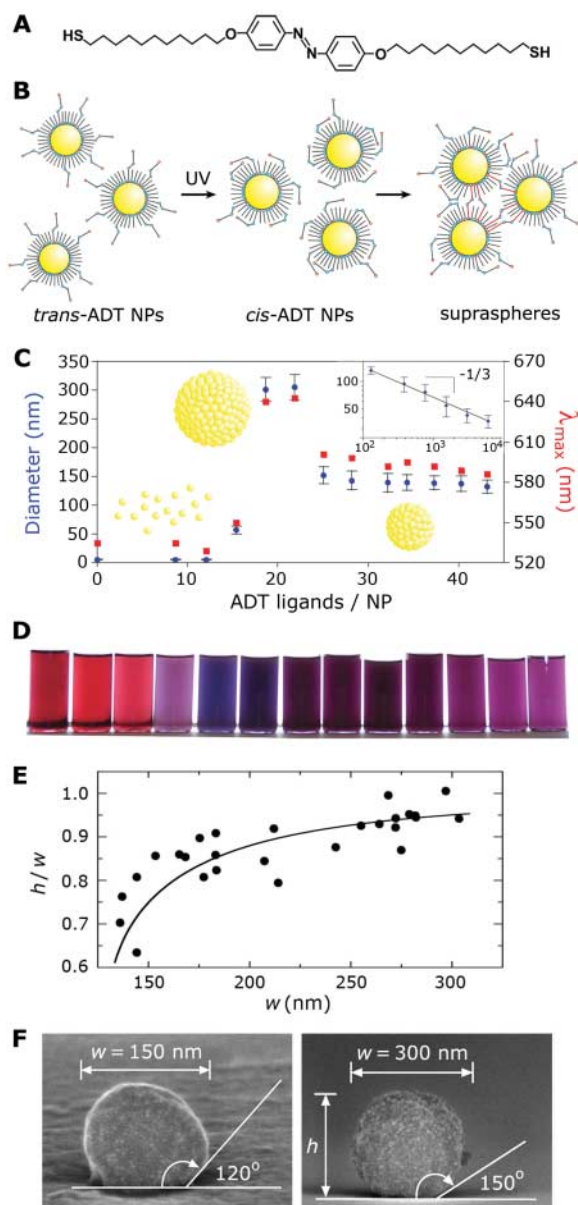 A
HS
O
N
N
O
SH
B
UV
trans-ADT NPs
cis-ADT NPs
supraspheres
C
Diameter (nm)
350
300
250
200
150
100
50
0
0
10
20
30
40
ADT ligands / NP
670
640
610
580
550
520
λmax (nm)
-1/3
100
50
10²
10³
10⁴
D
E
h/w
1.0
0.9
0.8
0.7
0.6
150
200
250
300
w (nm)
F
w = 150 nm
120°
w = 300 nm
h
150°